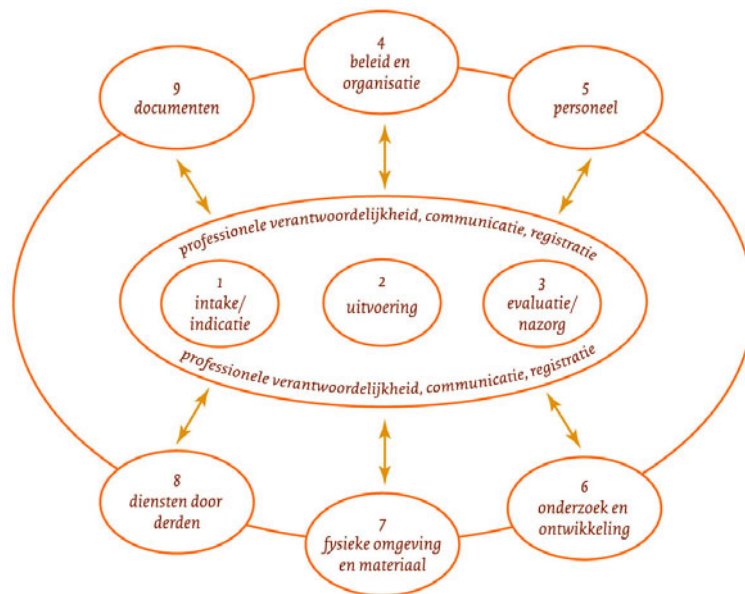 4
beleid en
organisatie
9
documenten
5
personeel
professionele verantwoordelijkheid, communicatie, registratie
1
intake/
indicatie
2
uitvoering
3
evaluatie/
nazorg
professionele verantwoordelijkheid, communicatie, registratie
8
diensten door
derden
7
fysieke omgeving
en materiaal
6
onderzoek en
ontwikkeling